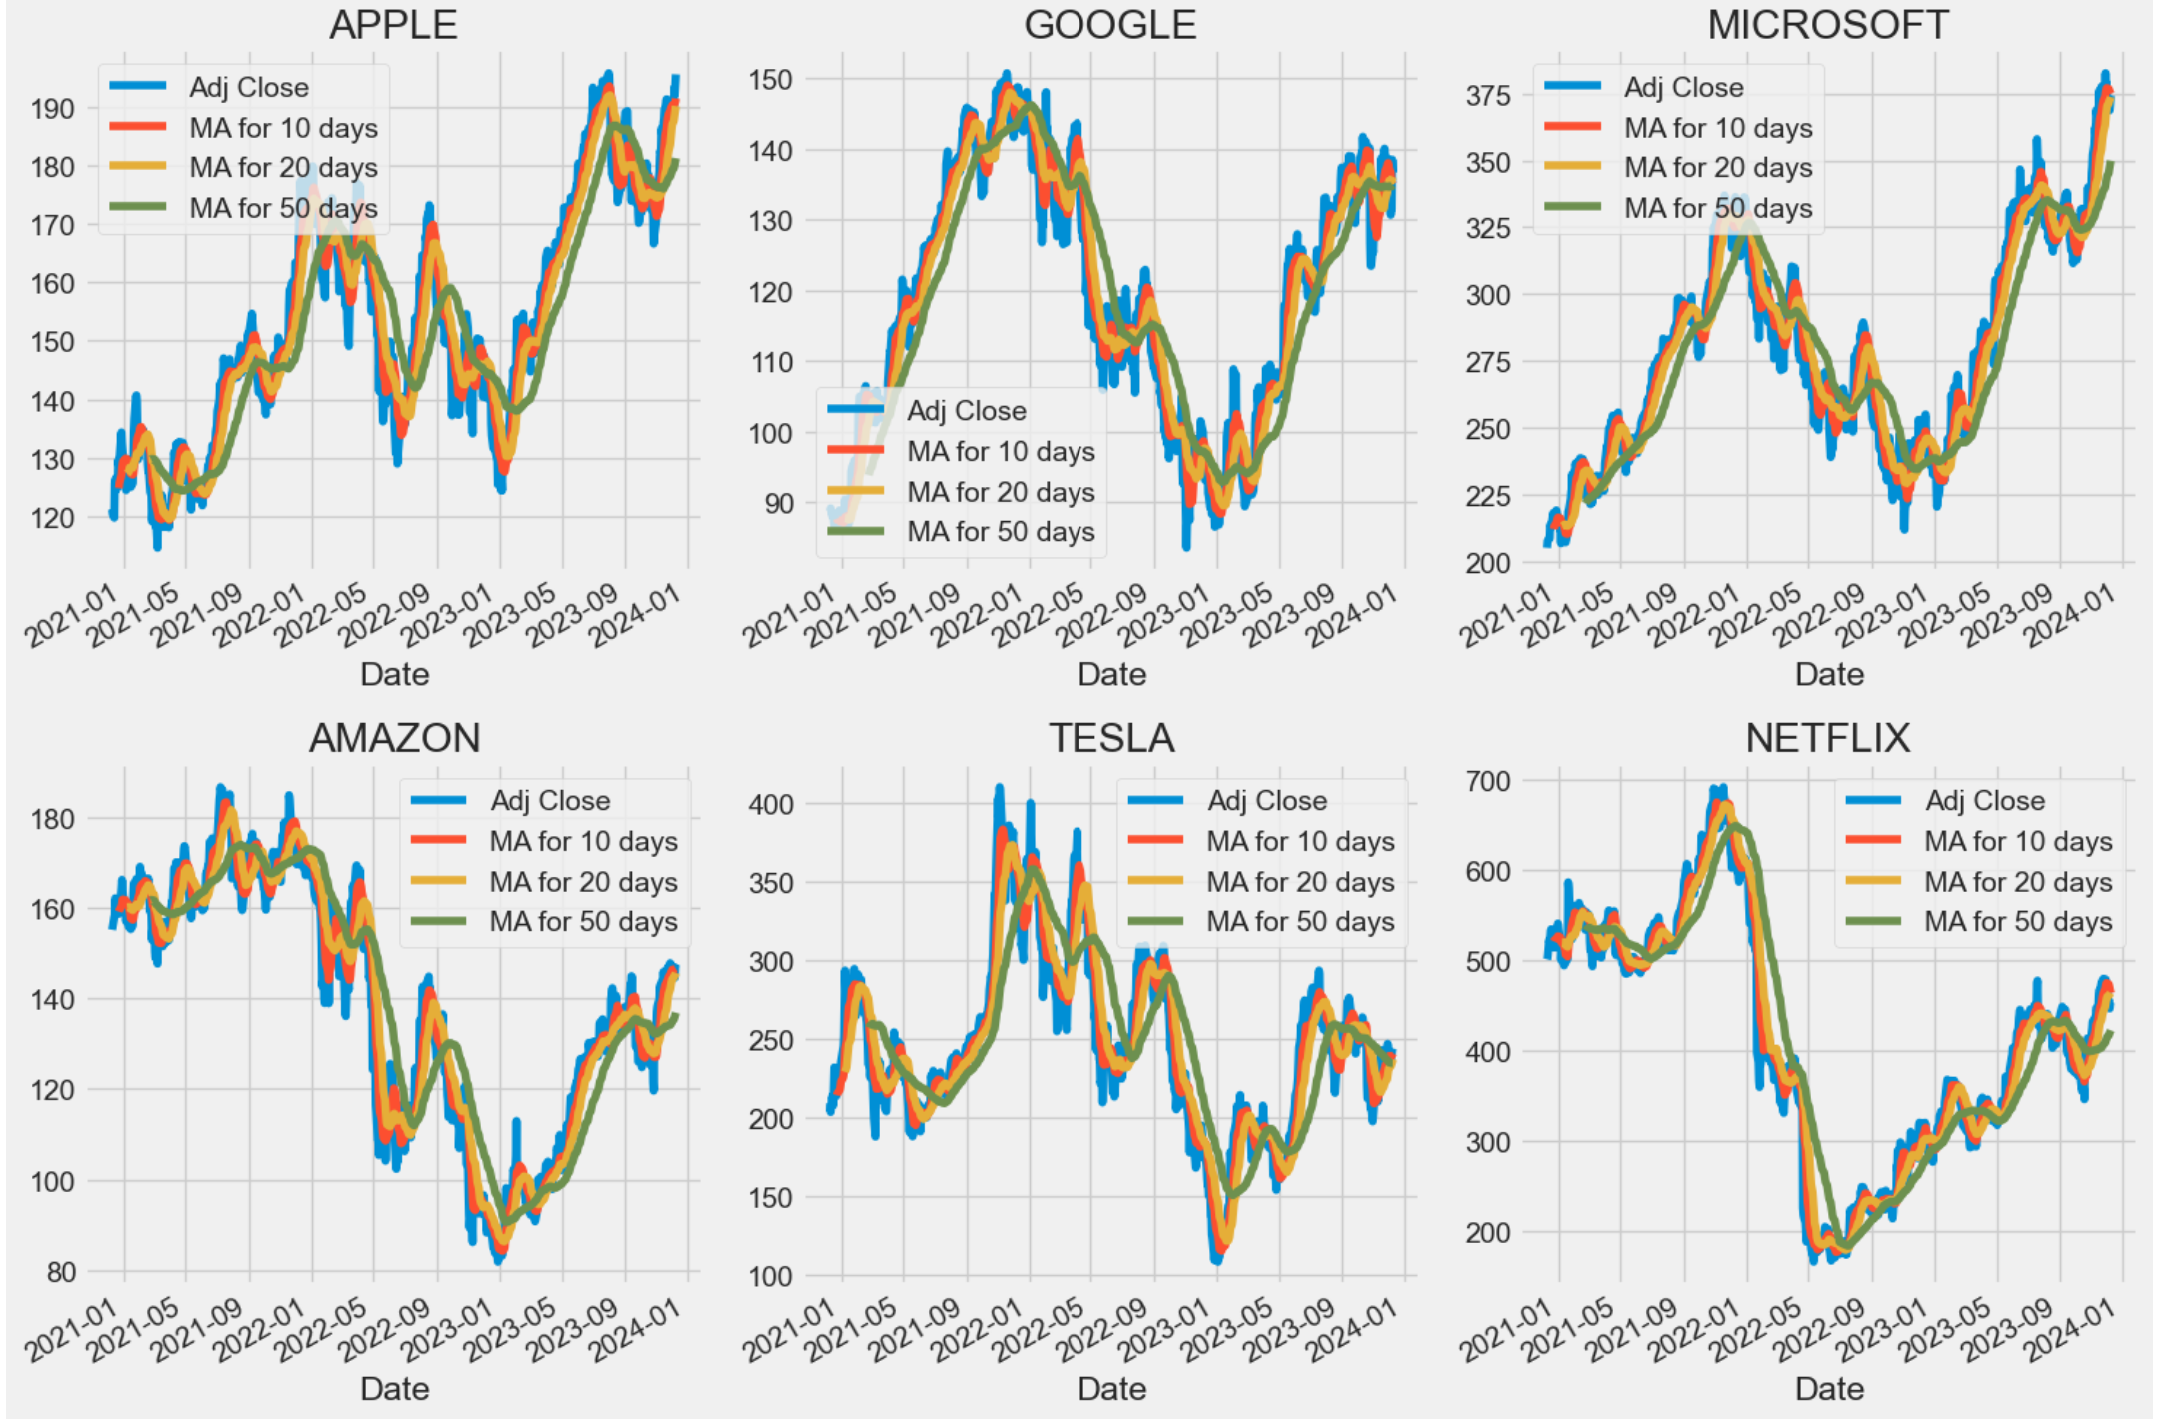 APPLE
Adj Close
MA for 10 days
MA for 20 days
MA for 50 days
190
180
170
160
150
140
130
120
2021-01
2021-05
2021-09
2022-01
2022-05
2022-09
2023-01
2023-05
2023-09
2024-01
Date
GOOGLE
150
140
130
120
110
100
90
Adj Close
MA for 10 days
MA for 20 days
MA for 50 days
2021-01
2021-05
2021-09
2022-01
2022-05
2022-09
2023-01
2023-05
2023-09
2024-01
Date
MICROSOFT
Adj Close
MA for 10 days
MA for 20 days
MA for 50 days
375
350
325
300
275
250
225
200
2021-01
2021-05
2021-09
2022-01
2022-05
2022-09
2023-01
2023-05
2023-09
2024-01
Date
AMAZON
Adj Close
MA for 10 days
MA for 20 days
MA for 50 days
180
160
140
120
100
80
2021-01
2021-05
2021-09
2022-01
2022-05
2022-09
2023-01
2023-05
2023-09
2024-01
Date
TESLA
Adj Close
MA for 10 days
MA for 20 days
MA for 50 days
400
350
300
250
200
150
100
2021-01
2021-05
2021-09
2022-01
2022-05
2022-09
2023-01
2023-05
2023-09
2024-01
Date
NETFLIX
Adj Close
MA for 10 days
MA for 20 days
MA for 50 days
700
600
500
400
300
200
2021-01
2021-05
2021-09
2022-01
2022-05
2022-09
2023-01
2023-05
2023-09
2024-01
Date